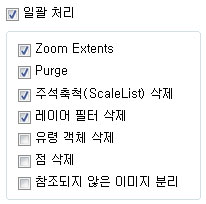 일괄 처리
Zoom Extents
Purge
주석축척(ScaleList) 삭제
레이어 필터 삭제
유령 객체 삭제
점 삭제
참조되지 않은 이미지 분리